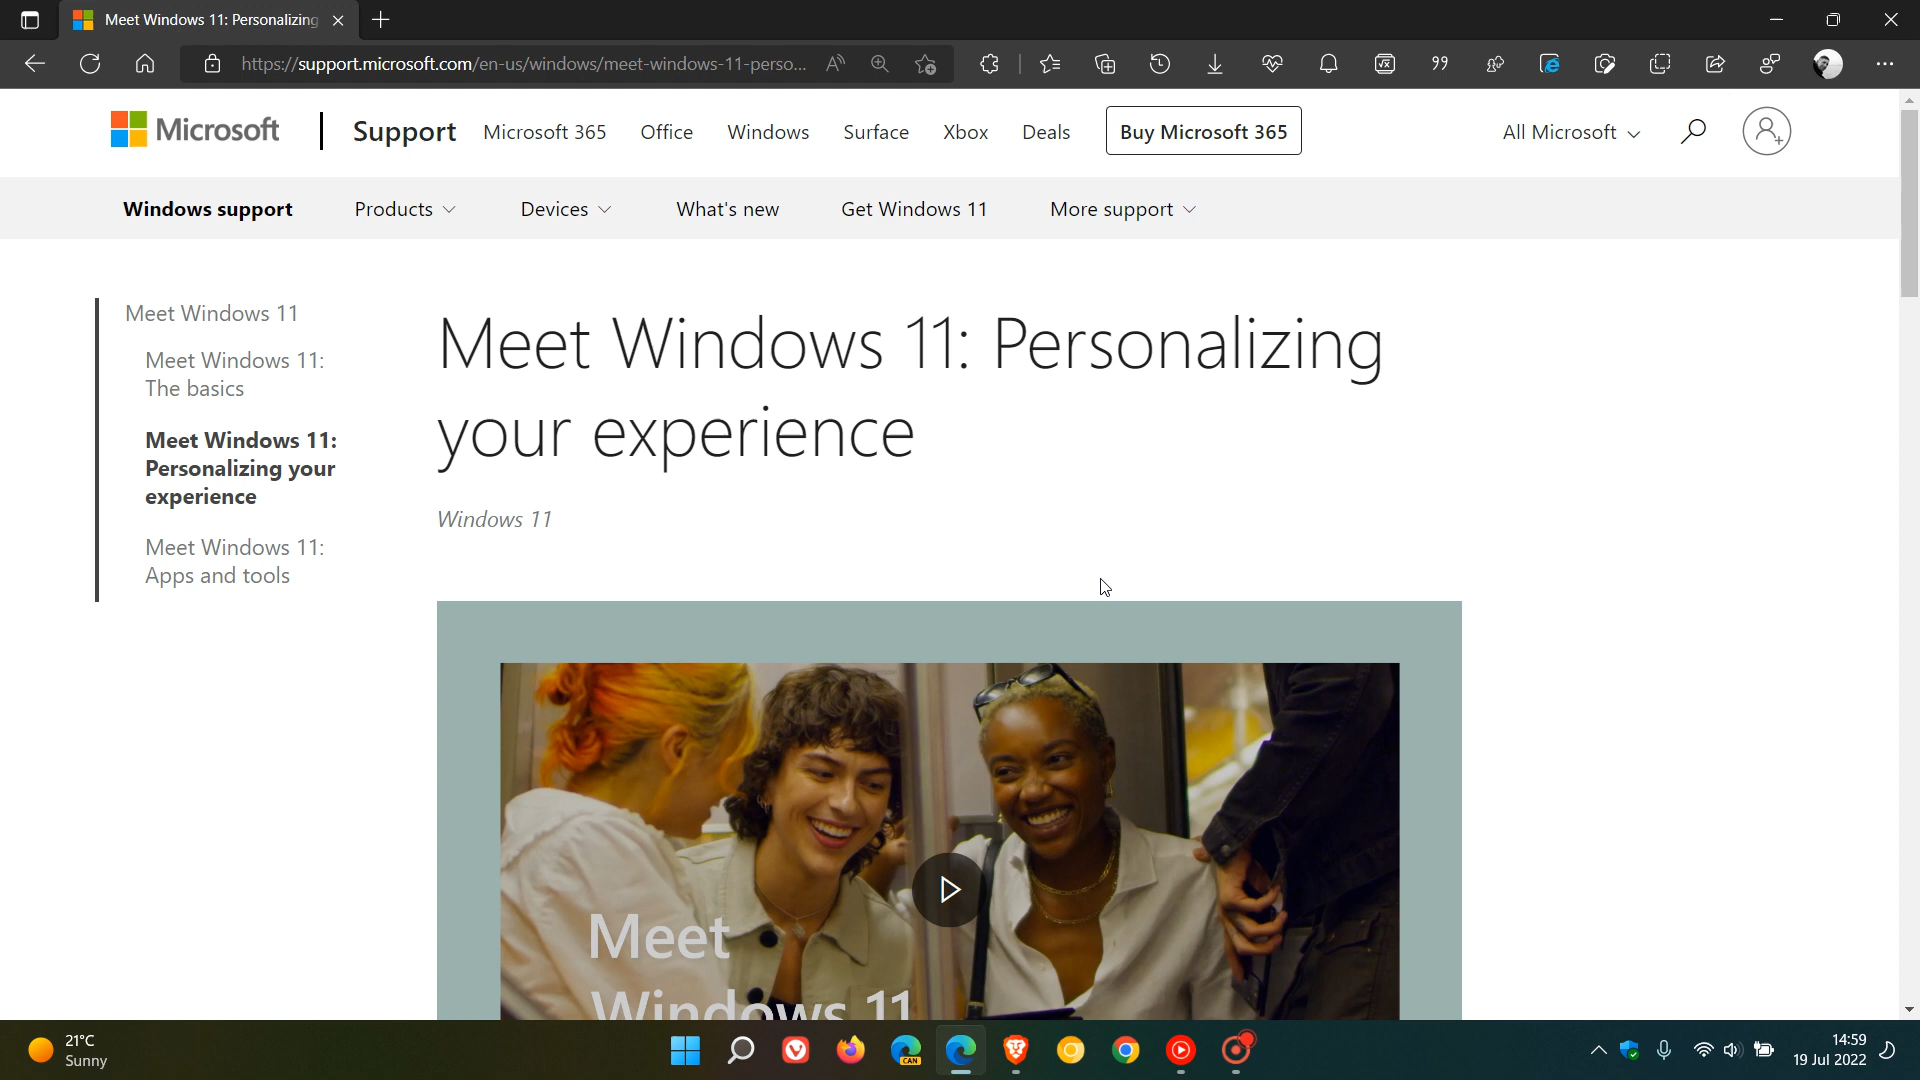 Meet Windows 11: Personalizing
https://support.microsoft.com/en-us/windows/meet-windows-11-perso...
Microsoft
Support
Microsoft 365
Office
Windows
Surface
Xbox
Deals
Buy Microsoft 365
All Microsoft
Windows support
Products
Devices
What's new
Get Windows 11
More support
Meet Windows 11
Meet Windows 11:
The basics
Meet Windows 11:
Personalizing your
experience
Meet Windows 11:
Apps and tools
Meet Windows 11: Personalizing
your experience
Windows 11
Meet
Windows 11
21°C
Sunny
CAN
14:59
19 Jul 2022